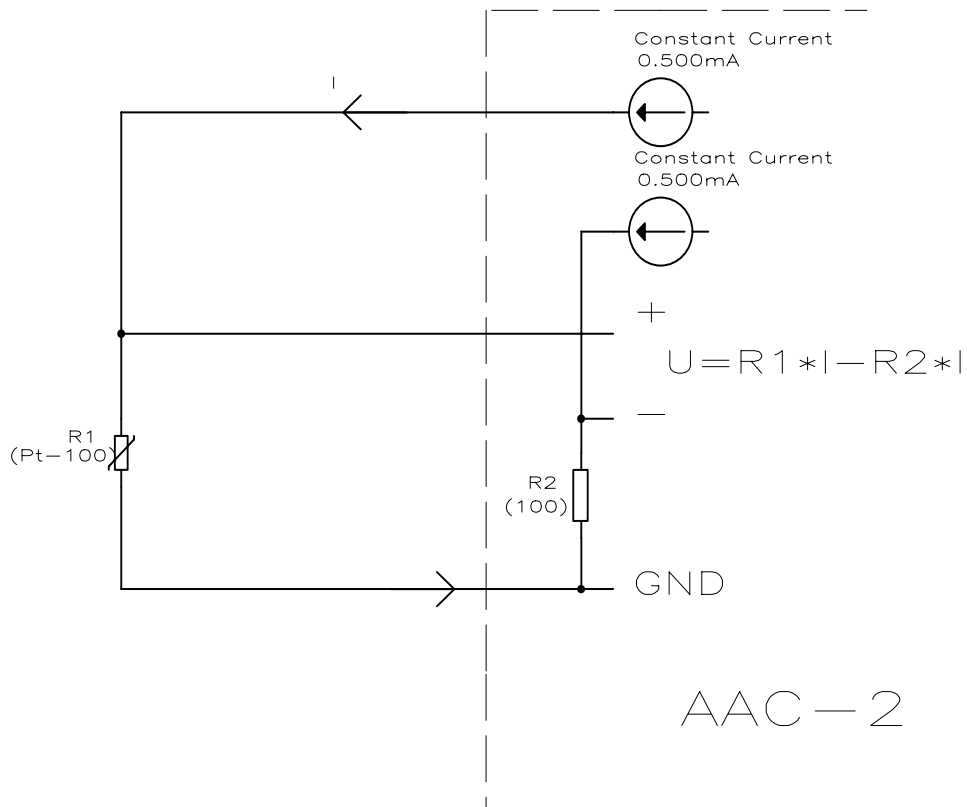 Constant Current
0.500mA
I
Constant Current
0.500mA
+
U=R1*I-R2*I
-
R1
(Pt-100)
R2
(100)
GND
AAC-2